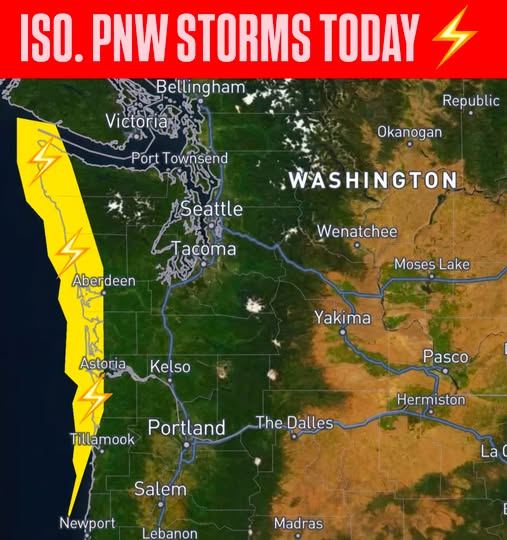 ISO. PNW STORMS TODAY
Bellingham
Republic
Victoria
Okanogan
Port Townsend
WASHINGTON
Seattle
Wenatchee
Tacoma
Moses Lake
Aberdeen
Yakima
Pasco
Astoria
Kelso
Hermiston
The Dalles
Portland
Tillamook
La
Salem
Newport
Madras
Lebanon